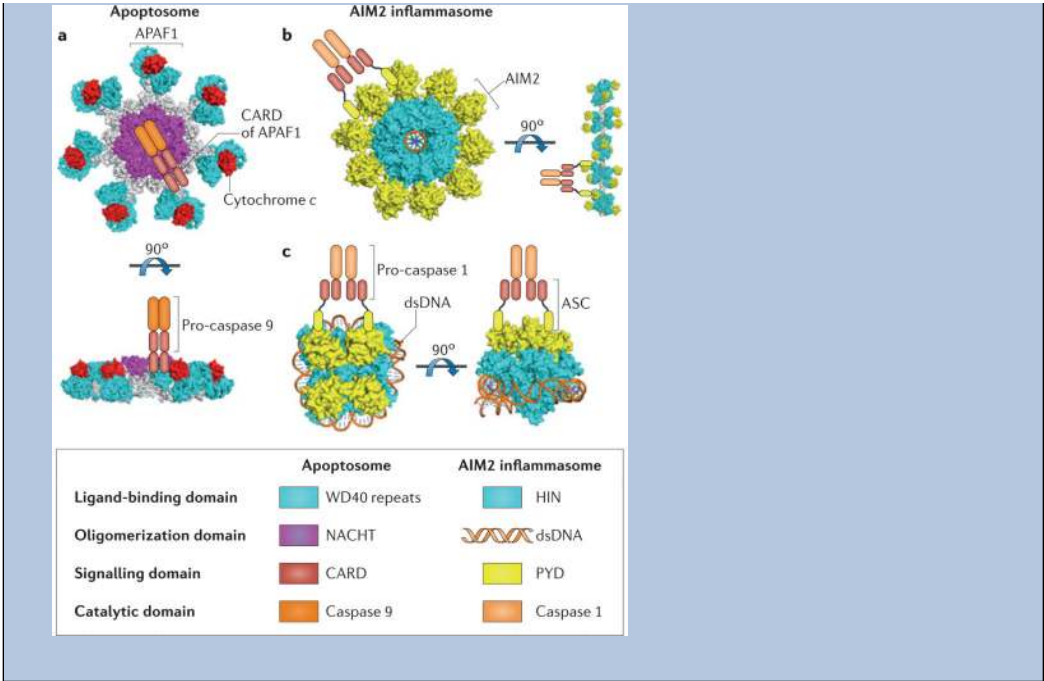 Apoptosome
AIM2 inflammasome
a
APAF1
CARD
of APAF1
Cytochrome c
90°
Pro-caspase 9
b
AIM2
90°
c
Pro-caspase 1
dsDNA
90°
ASC
Apoptosome AIM2 inflammasome
Ligand-binding domain WD40 repeats HIN
Oligomerization domain NACHT dsDNA
Signalling domain CARD PYD
Catalytic domain Caspase 9 Caspase 1